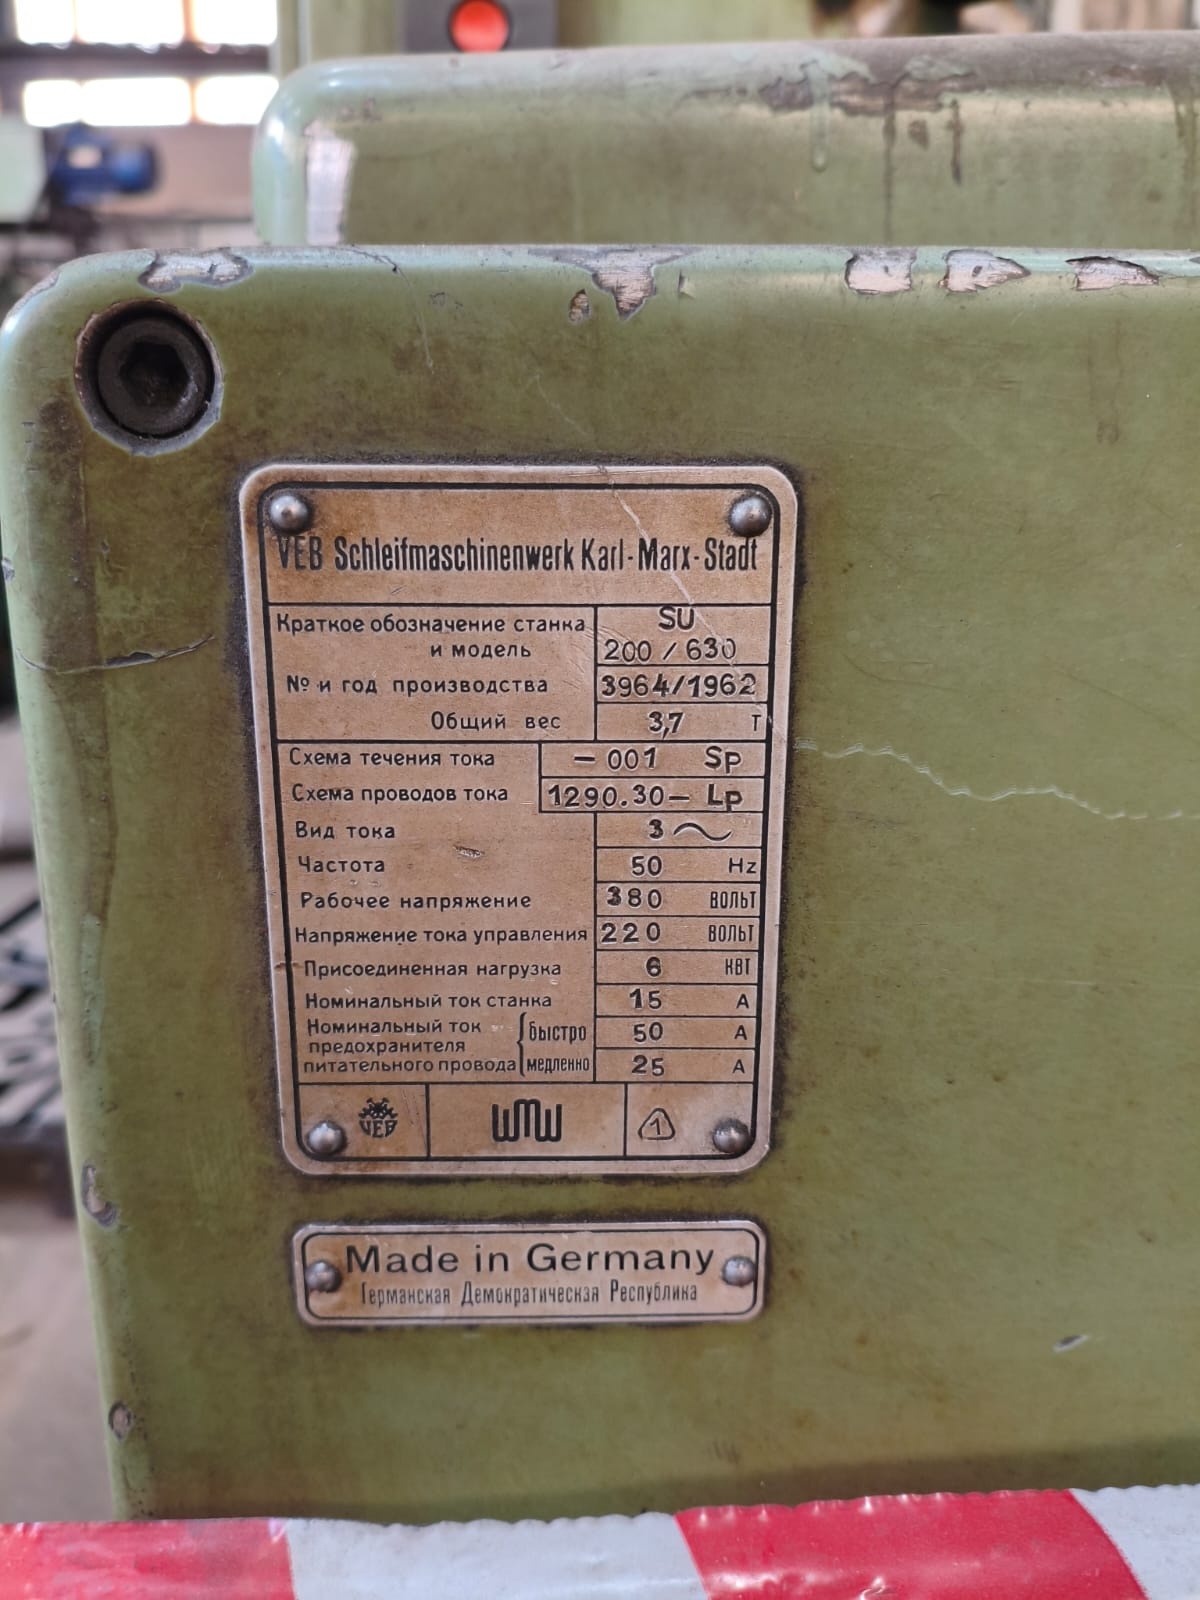 VEB Schleifmaschinenwerk Karl-Marx-Stadt
Краткое обозначение станка SU
и модель 200 / 630
№ и год производства 3964/1962
Общий вес 3,7 Т
Схема течения тока – 001 Sp
Схема проводов тока 1290.30– Lp
Вид тока 3 ~
Частота 50 Hz
Рабочее напряжение 380 ВОЛЬТ
Напряжение тока управления 220 ВОЛЬТ
Присоединенная нагрузка 6 КВТ
Номинальный ток станка 15 А
Номинальный ток быстро 50 А
предохранителя
питательного провода медленно 25 А
VEB WMW 1
Made in Germany
Германская Демократическая Республика